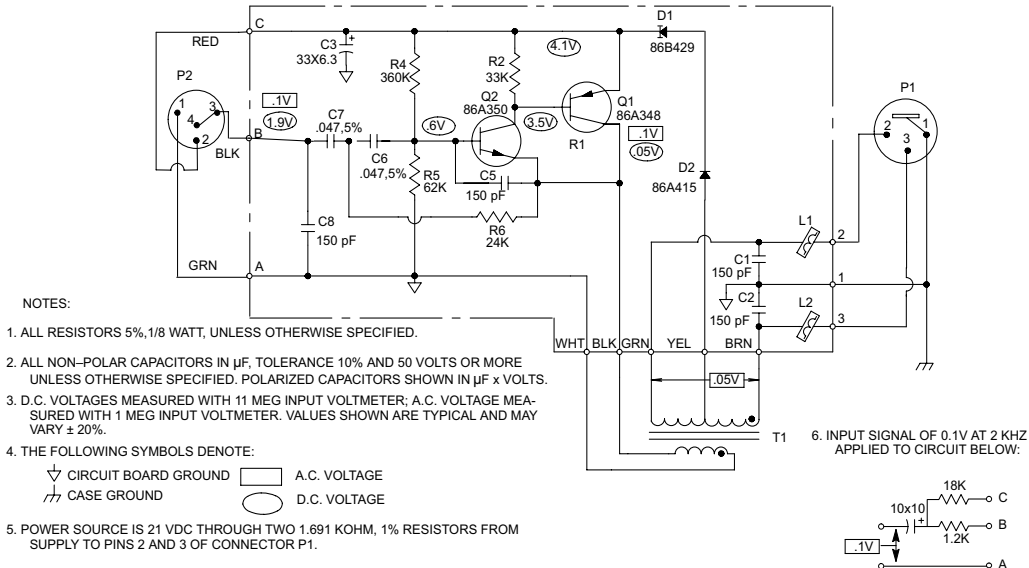 C
D1
RED
86B429
C3
33X6.3
+
R4
360K
R2
33K
4.1V
P2
1
3
4
2
.1V
1.9V
B
BLK
C7
.047,5%
C6
.047,5%
.6V
Q2
86A350
3.5V
Q1
86A348
R1
.1V
.05V
P1
2
1
3
R5
62K
C5
150 pF
D2
86A415
C8
150 pF
R6
24K
L1
2
C1
150 pF
GRN
A
1
C2
150 pF
L2
3
WHT BLK GRN YEL BRN
.05V
T1
NOTES:
1. ALL RESISTORS 5%,1/8 WATT, UNLESS OTHERWISE SPECIFIED.
2. ALL NON–POLAR CAPACITORS IN µF, TOLERANCE 10% AND 50 VOLTS OR MORE
UNLESS OTHERWISE SPECIFIED. POLARIZED CAPACITORS SHOWN IN µF x VOLTS.
3. D.C. VOLTAGES MEASURED WITH 11 MEG INPUT VOLTMETER; A.C. VOLTAGE MEA-
SURED WITH 1 MEG INPUT VOLTMETER. VALUES SHOWN ARE TYPICAL AND MAY
VARY ± 20%.
4. THE FOLLOWING SYMBOLS DENOTE:
CIRCUIT BOARD GROUND A.C. VOLTAGE
CASE GROUND D.C. VOLTAGE
5. POWER SOURCE IS 21 VDC THROUGH TWO 1.691 KOHM, 1% RESISTORS FROM
SUPPLY TO PINS 2 AND 3 OF CONNECTOR P1.
6. INPUT SIGNAL OF 0.1V AT 2 KHZ
APPLIED TO CIRCUIT BELOW:
18K
C
10x10
+
B
1.2K
.1V
A